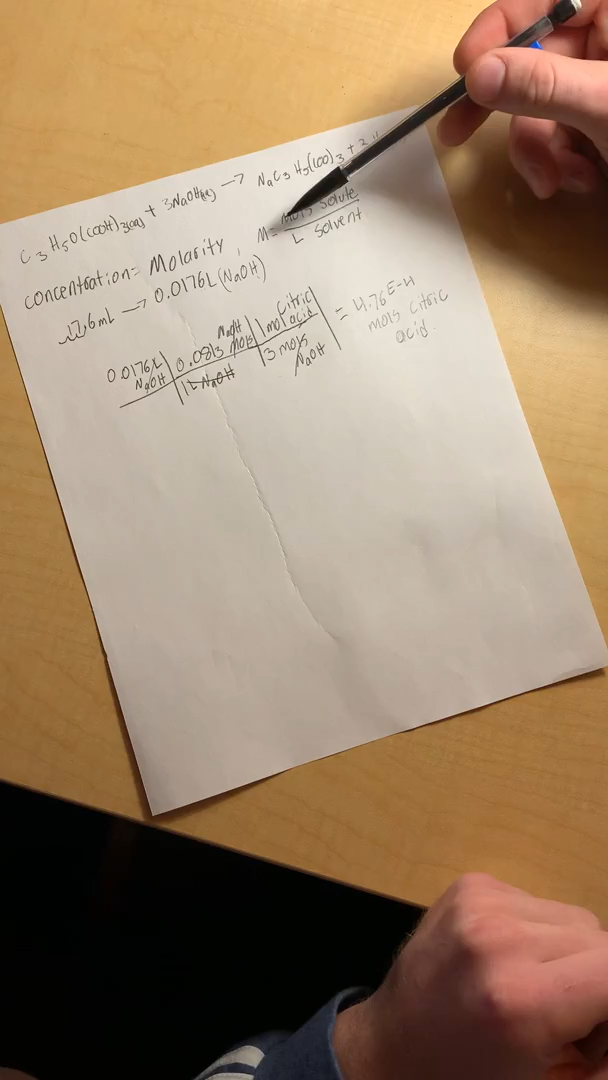 C3H5O(COOH)3(aq) + 3NaOH(aq) → NaC3H5(COO)3 + 3
concentration = Molarity, M = mols solute / L solvent
17.6mL → 0.0176L (NaOH)
0.0176L NaOH | 0.0813 mols NaOH / 1L NaOH | 1 mol citric acid / 3 mols NaOH | = 4.76E-4 mols citric acid.